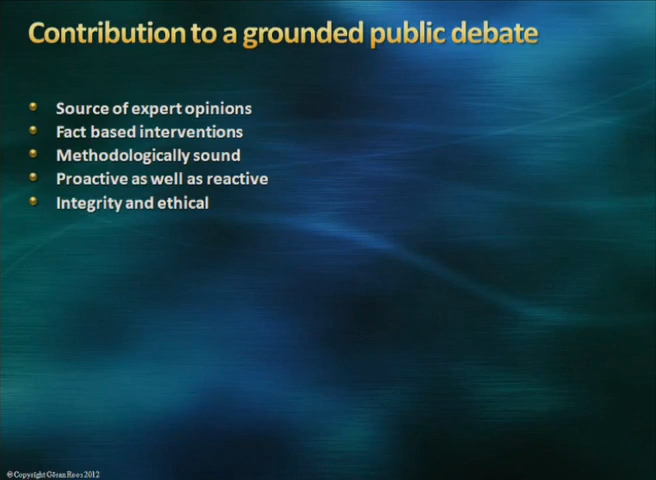 Contribution to a grounded public debate
Source of expert opinions
Fact based interventions
Methodologically sound
Proactive as well as reactive
Integrity and ethical
© Copyright Göran Roos 2012